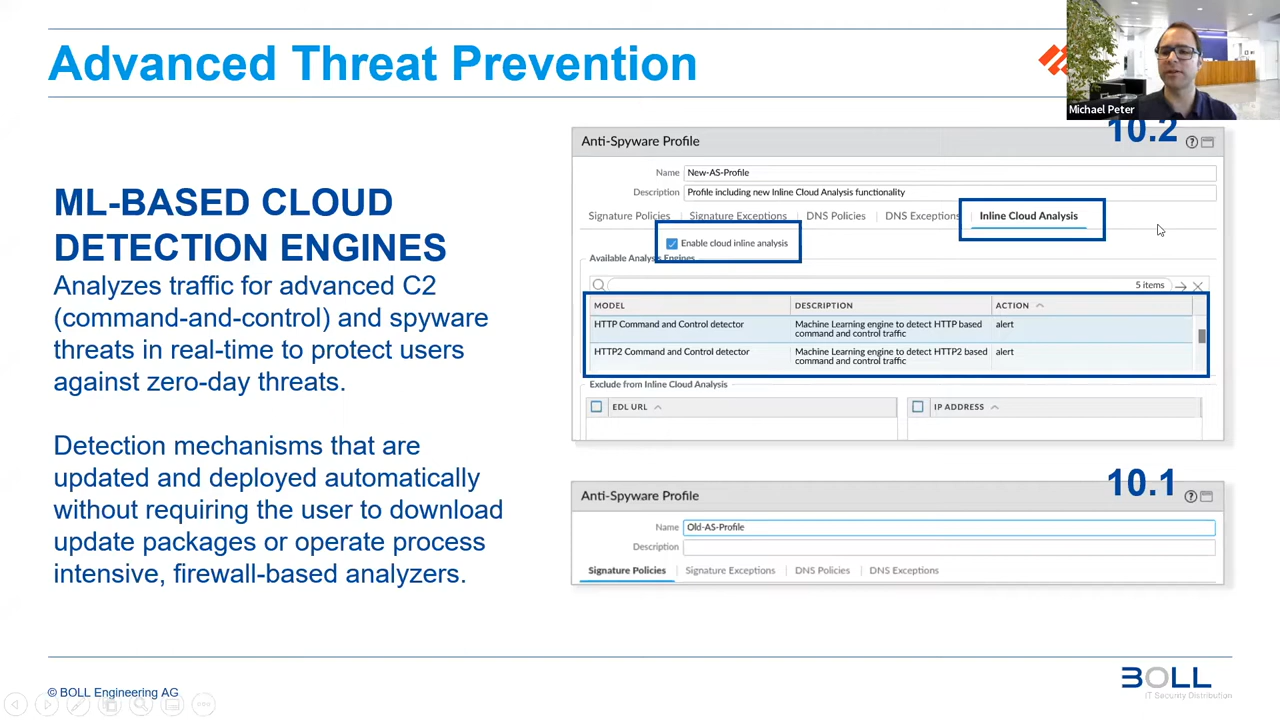 Advanced Threat Prevention
Michael Peter
ML-BASED CLOUD
DETECTION ENGINES
Analyzes traffic for advanced C2
(command-and-control) and spyware
threats in real-time to protect users
against zero-day threats.
Detection mechanisms that are
updated and deployed automatically
without requiring the user to download
update packages or operate process
intensive, firewall-based analyzers.
10.2
Anti-Spyware Profile
Name New-AS-Profile
Description Profile including new Inline Cloud Analysis functionality
Signature Policies Signature Exceptions DNS Policies DNS Exceptions Inline Cloud Analysis
Enable cloud inline analysis
Available Analysis Engines
5 items
MODEL DESCRIPTION ACTION
HTTP Command and Control detector Machine Learning engine to detect HTTP based alert
command and control traffic
HTTP2 Command and Control detector Machine Learning engine to detect HTTP2 based alert
command and control traffic
Exclude from Inline Cloud Analysis
EDL URL IP ADDRESS
10.1
Anti-Spyware Profile
Name Old-AS-Profile
Description
Signature Policies Signature Exceptions DNS Policies DNS Exceptions
© BOLL Engineering AG
BOLL
IT Security Distribution